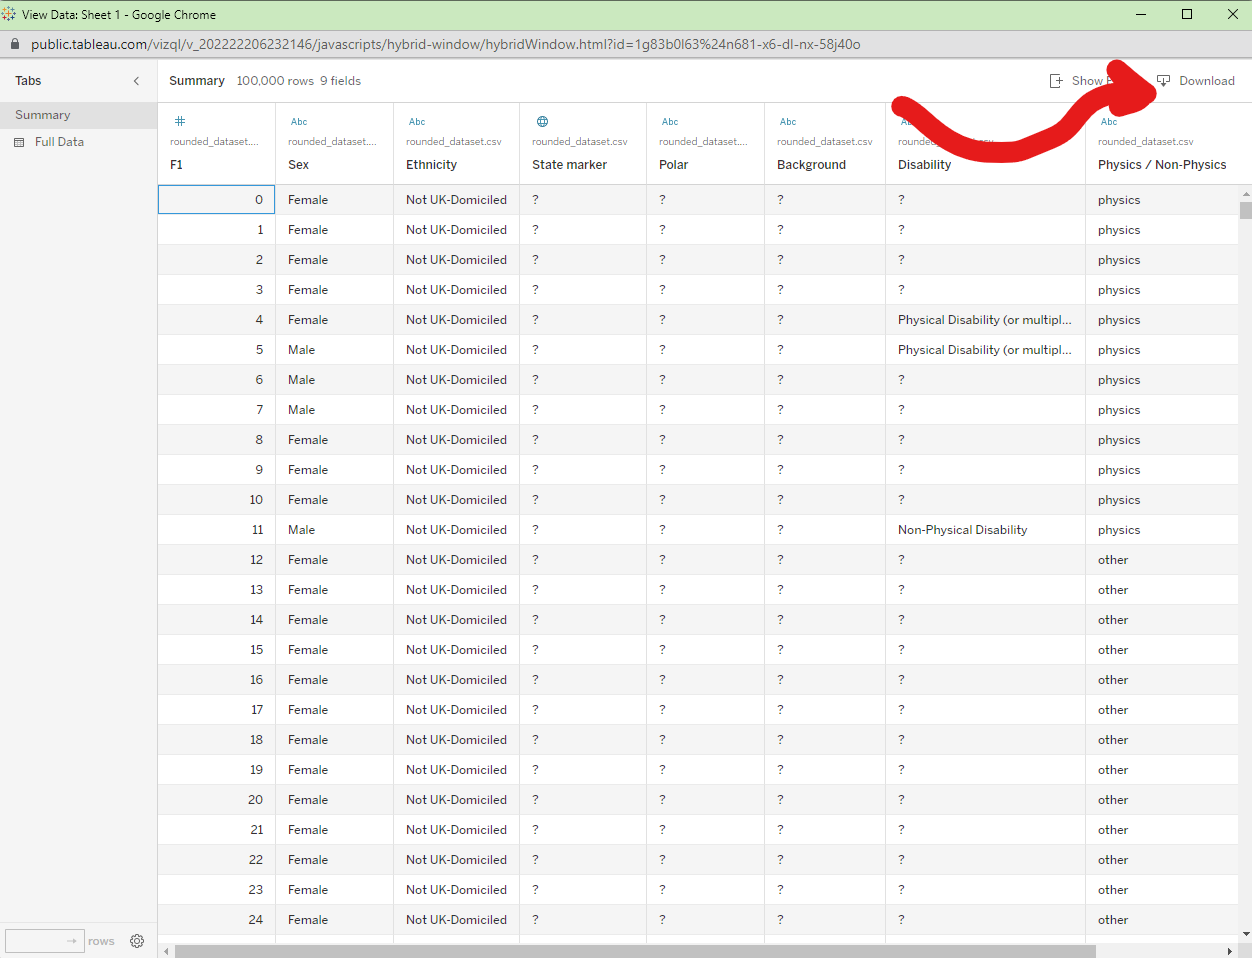 View Data: Sheet 1 - Google Chrome
public.tableau.com/vizql/v_202222206232146/javascripts/hybrid-window/hybridWindow.html?id=1g83b0l63%24n681-x6-dl-nx-58j40o
Tabs
Summary 100,000 rows 9 fields
Show
Download
Summary
Full Data
Abc Abc Abc Abc Abc
rounded_dataset.... rounded_dataset.... rounded_dataset.csv rounded_dataset.csv rounded_dataset.... rounded_dataset.csv rounded_dataset.csv
F1 Sex Ethnicity State marker Polar Background Disability Physics / Non-Physics
0 Female Not UK-Domiciled ? ? ? ? physics
1 Female Not UK-Domiciled ? ? ? ? physics
2 Female Not UK-Domiciled ? ? ? ? physics
3 Female Not UK-Domiciled ? ? ? ? physics
4 Female Not UK-Domiciled ? ? ? Physical Disability (or multipl... physics
5 Male Not UK-Domiciled ? ? ? Physical Disability (or multipl... physics
6 Male Not UK-Domiciled ? ? ? ? physics
7 Male Not UK-Domiciled ? ? ? ? physics
8 Female Not UK-Domiciled ? ? ? ? physics
9 Female Not UK-Domiciled ? ? ? ? physics
10 Female Not UK-Domiciled ? ? ? ? physics
11 Male Not UK-Domiciled ? ? ? Non-Physical Disability physics
12 Female Not UK-Domiciled ? ? ? ? other
13 Female Not UK-Domiciled ? ? ? ? other
14 Female Not UK-Domiciled ? ? ? ? other
15 Female Not UK-Domiciled ? ? ? ? other
16 Female Not UK-Domiciled ? ? ? ? other
17 Female Not UK-Domiciled ? ? ? ? other
18 Female Not UK-Domiciled ? ? ? ? other
19 Female Not UK-Domiciled ? ? ? ? other
20 Female Not UK-Domiciled ? ? ? ? other
21 Female Not UK-Domiciled ? ? ? ? other
22 Female Not UK-Domiciled ? ? ? ? other
23 Female Not UK-Domiciled ? ? ? ? other
24 Female Not UK-Domiciled ? ? ? ? other
rows